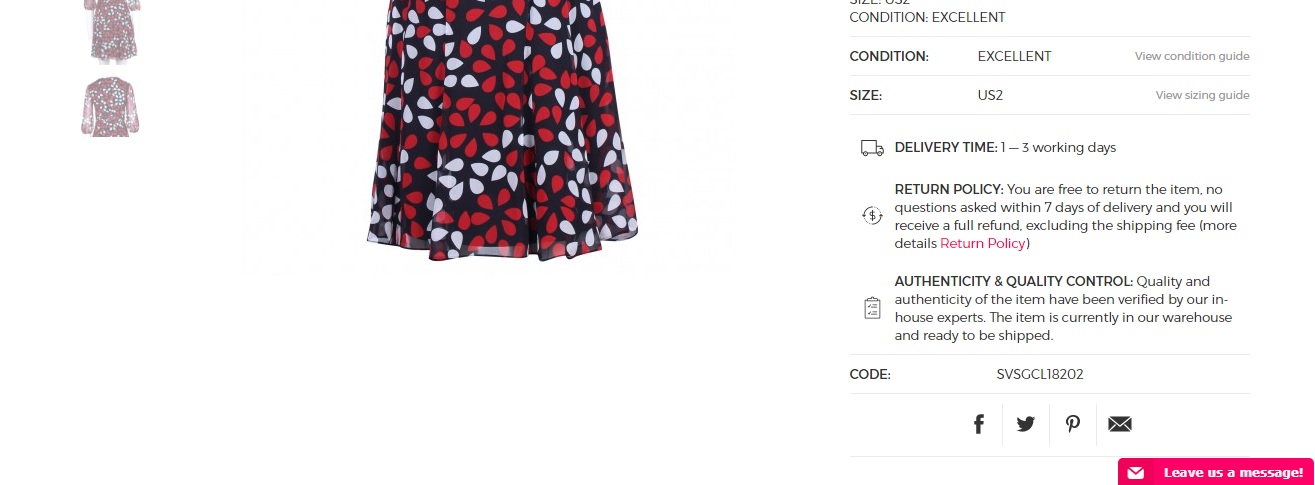 SIZE: US2
CONDITION: EXCELLENT
CONDITION: EXCELLENT View condition guide
SIZE: US2 View sizing guide
DELIVERY TIME: 1 – 3 working days
RETURN POLICY: You are free to return the item, no
questions asked within 7 days of delivery and you will
receive a full refund, excluding the shipping fee (more
details Return Policy)
AUTHENTICITY & QUALITY CONTROL: Quality and
authenticity of the item have been verified by our in-
house experts. The item is currently in our warehouse
and ready to be shipped.
CODE: SVSGCL18202
Leave us a message!